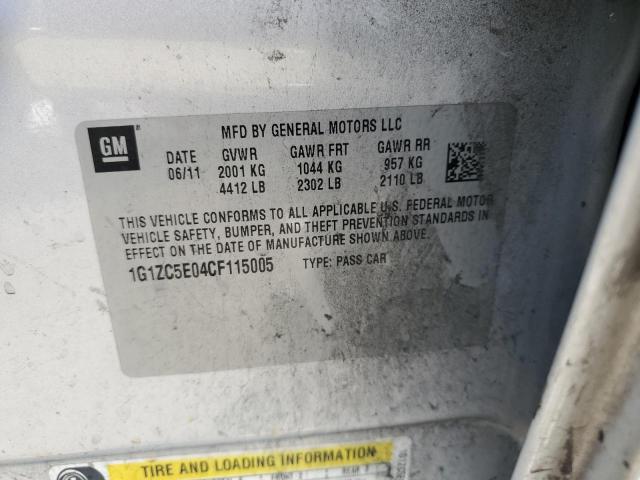 GM
MFD BY GENERAL MOTORS LLC
DATE GVWR GAWR FRT GAWR RR
06/11 2001 KG 1044 KG 957 KG
4412 LB 2302 LB 2110 LB
THIS VEHICLE CONFORMS TO ALL APPLICABLE U.S. FEDERAL MOTOR
VEHICLE SAFETY, BUMPER, AND THEFT PREVENTION STANDARDS IN
EFFECT ON THE DATE OF MANUFACTURE SHOWN ABOVE.
1G1ZC5E04CF115005 TYPE: PASS CAR
TIRE AND LOADING INFORMATION